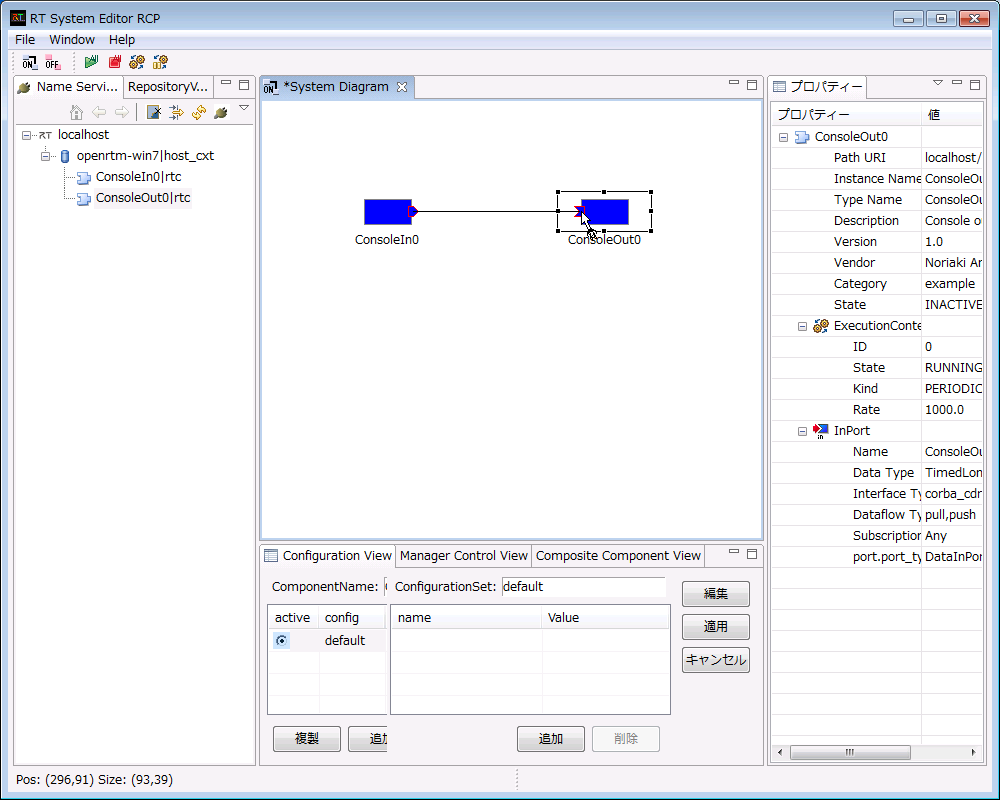 RT System Editor RCP
File Window Help
ON OFF
Name Servi... RepositoryV...
RT localhost
openrtm-win7|host_cxt
ConsoleIn0|rtc
ConsoleOut0|rtc
ON *System Diagram
ConsoleIn0 ConsoleOut0
プロパティー
プロパティー 値
ConsoleOut0
Path URI localhost/
Instance Name ConsoleOu
Type Name ConsoleOu
Description Console o
Version 1.0
Vendor Noriaki An
Category example
State INACTIVE
ExecutionConte
ID 0
State RUNNING
Kind PERIODIC
Rate 1000.0
in InPort
Name ConsoleOu
Data Type TimedLon
Interface Ty corba_cdr
Dataflow Ty pull,push
Subscription Any
port.port_ty DataInPor
Configuration View Manager Control View Composite Component View
ComponentName: ConfigurationSet: default
編集
active config name Value
適用
default
キャンセル
複製 追加 追加 削除
Pos: (296,91) Size: (93,39)